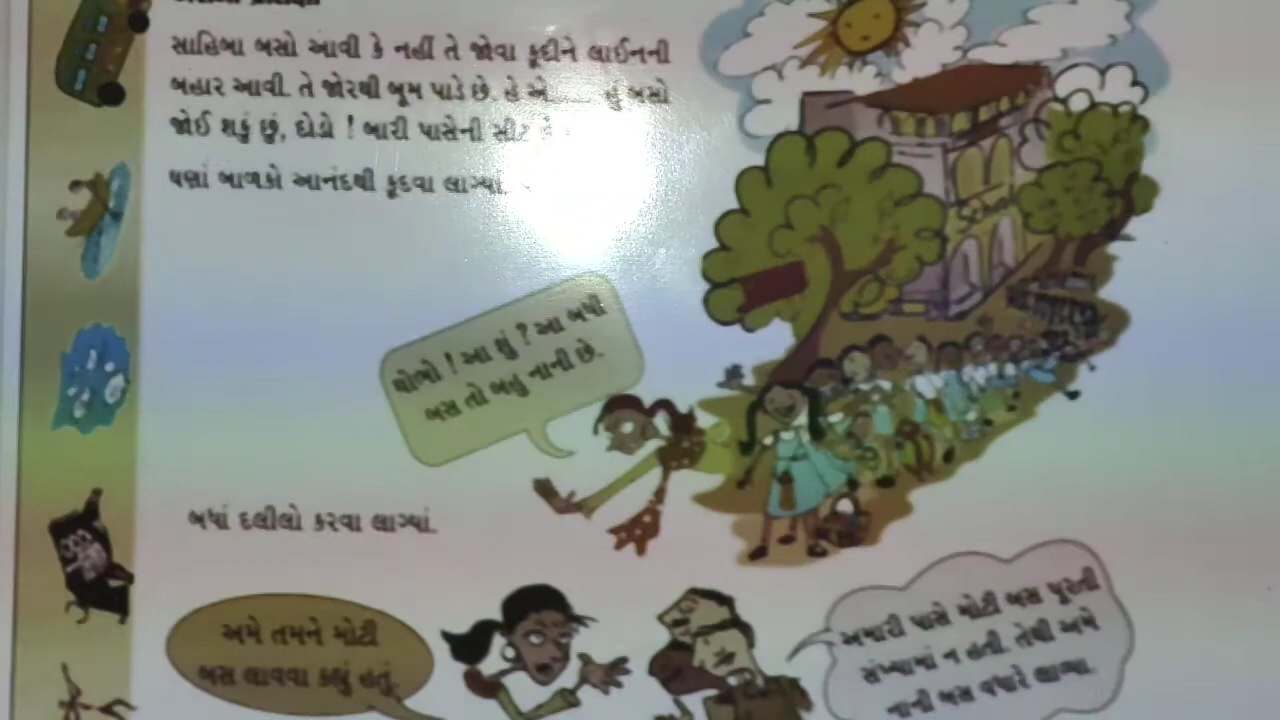 સાહિબા બસો આવી કે નહીં તે જોવા કૂદીને લાઈનની
બહાર આવી. તે જોરથી બૂમ પાડે છે. હે એ...... હું બસો
જોઈ શકું છું, દોડો ! બારી પાસેની સીટ
ઘણાં બાળકો આનંદથી કૂદવા લાગ્યા.
થોભો ! આ શું ? આ બધી
બસ તો બહુ નાની છે.
બધાં દલીલો કરવા લાગ્યાં.
અમે તમને મોટી
બસ લાવવા કહ્યું હતું.
અમારી પાસે મોટી બસ પૂરતી
સંખ્યામાં ન હતી. તેથી અમે
નાની બસ વધારે લાવ્યા.